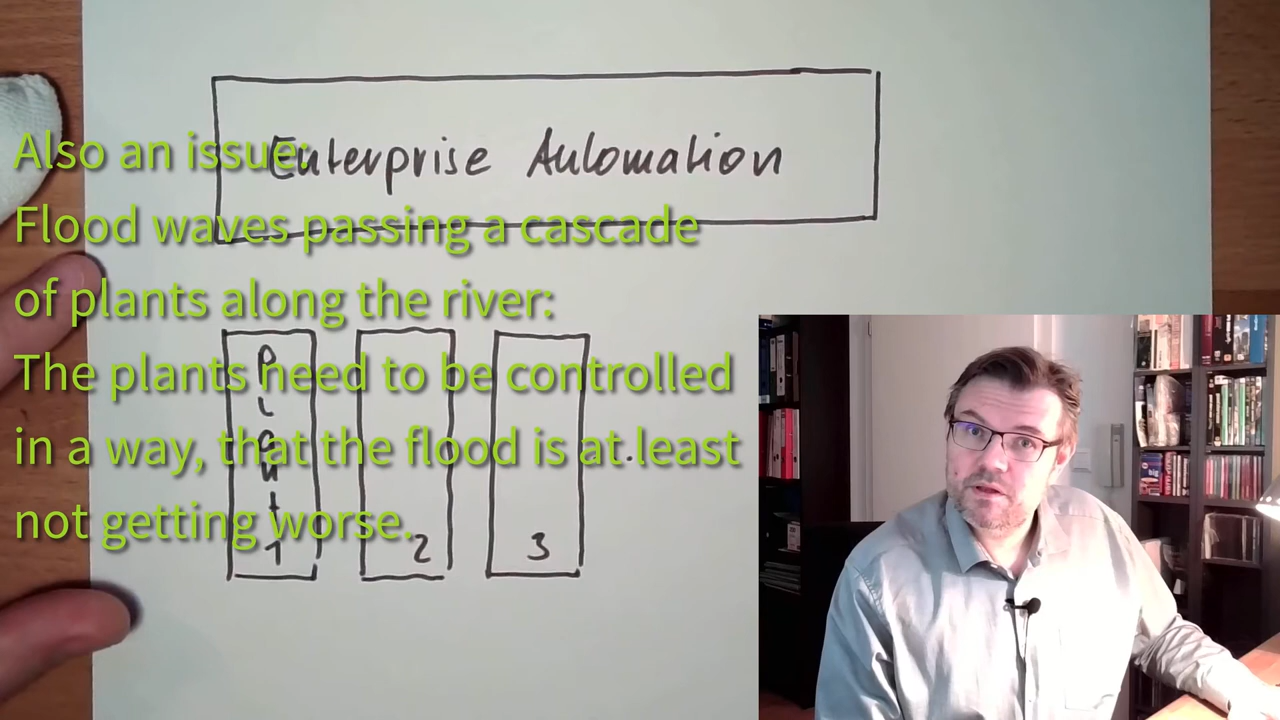 Enterprise Automation
Also an issue:
Flood waves passing a cascade
of plants along the river:
The plants need to be controlled
in a way, that the flood is at least
not getting worse.
Plant
1
2
3